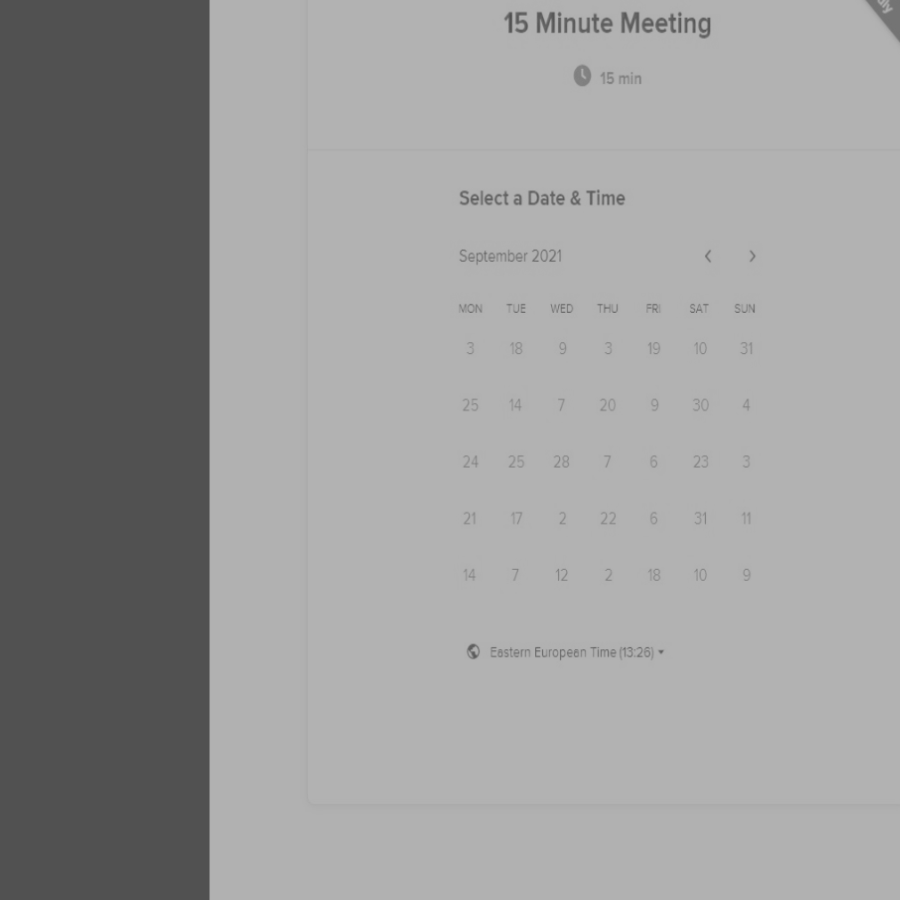 15 Minute Meeting
15 min
Select a Date & Time
September 2021
MON TUE WED THU FRI SAT SUN
3 18 9 3 19 10 31
25 14 7 20 9 30 4
24 25 28 7 6 23 3
21 17 2 22 6 31 11
14 7 12 2 18 10 9
Eastern European Time (13:26)